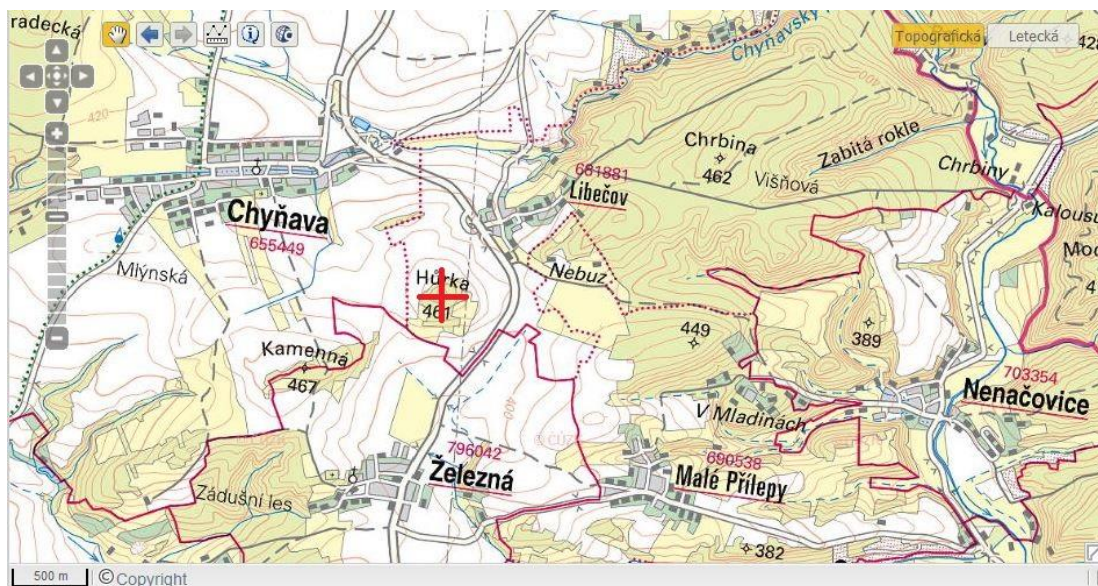 radecká
Topografická
Letecká
Chyňavský
428
420
400
Chrbina
462
Zabitá rokle
Višňová
Chrbiny
681881
Libečov
Chyňava
655449
Mlýnská
Kalousů
Nebuz
Hůrka
461
449
389
Kamenná
467
703354
Nenačovice
V Mladinách
400
796042
Železná
690538
Malé Přílepy
Zádušní les
382
500 m
© Copyright